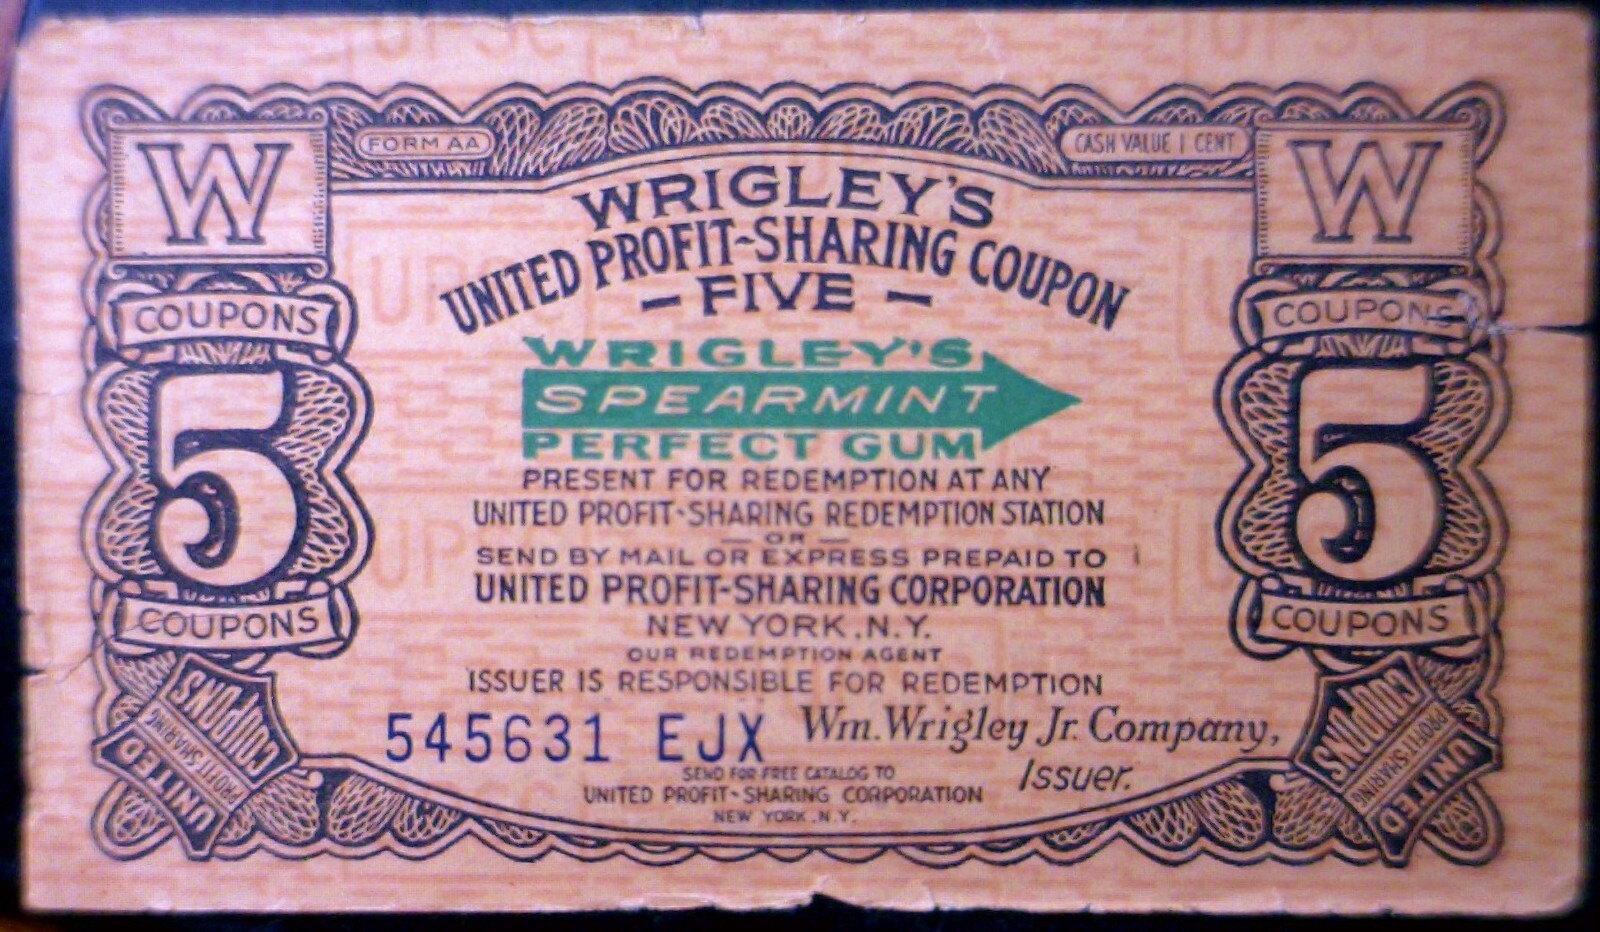 FORM AA
CASH VALUE 1 CENT
W
W
WRIGLEY'S
UNITED PROFIT-SHARING COUPON
- FIVE -
COUPONS
COUPONS
WRIGLEY'S
SPEARMINT
PERFECT GUM
5
5
PRESENT FOR REDEMPTION AT ANY
UNITED PROFIT-SHARING REDEMPTION STATION
— OR —
SEND BY MAIL OR EXPRESS PREPAID TO
UNITED PROFIT-SHARING CORPORATION
NEW YORK, N.Y.
OUR REDEMPTION AGENT
ISSUER IS RESPONSIBLE FOR REDEMPTION
COUPONS
COUPONS
545631 EJX
Wm. Wrigley Jr. Company,
Issuer.
SEND FOR FREE CATALOG TO
UNITED PROFIT-SHARING CORPORATION
NEW YORK, N.Y.
UNITED
PROFIT SHARING
COUPONS
UNITED
PROFIT-SHARING
COUPONS
UPSC
UPSC